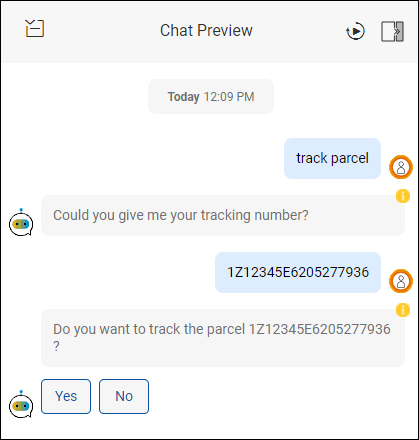 Chat Preview
Today 12:09 PM
track parcel
Could you give me your tracking number?
1Z12345E6205277936
Do you want to track the parcel 1Z12345E6205277936
?
Yes
No